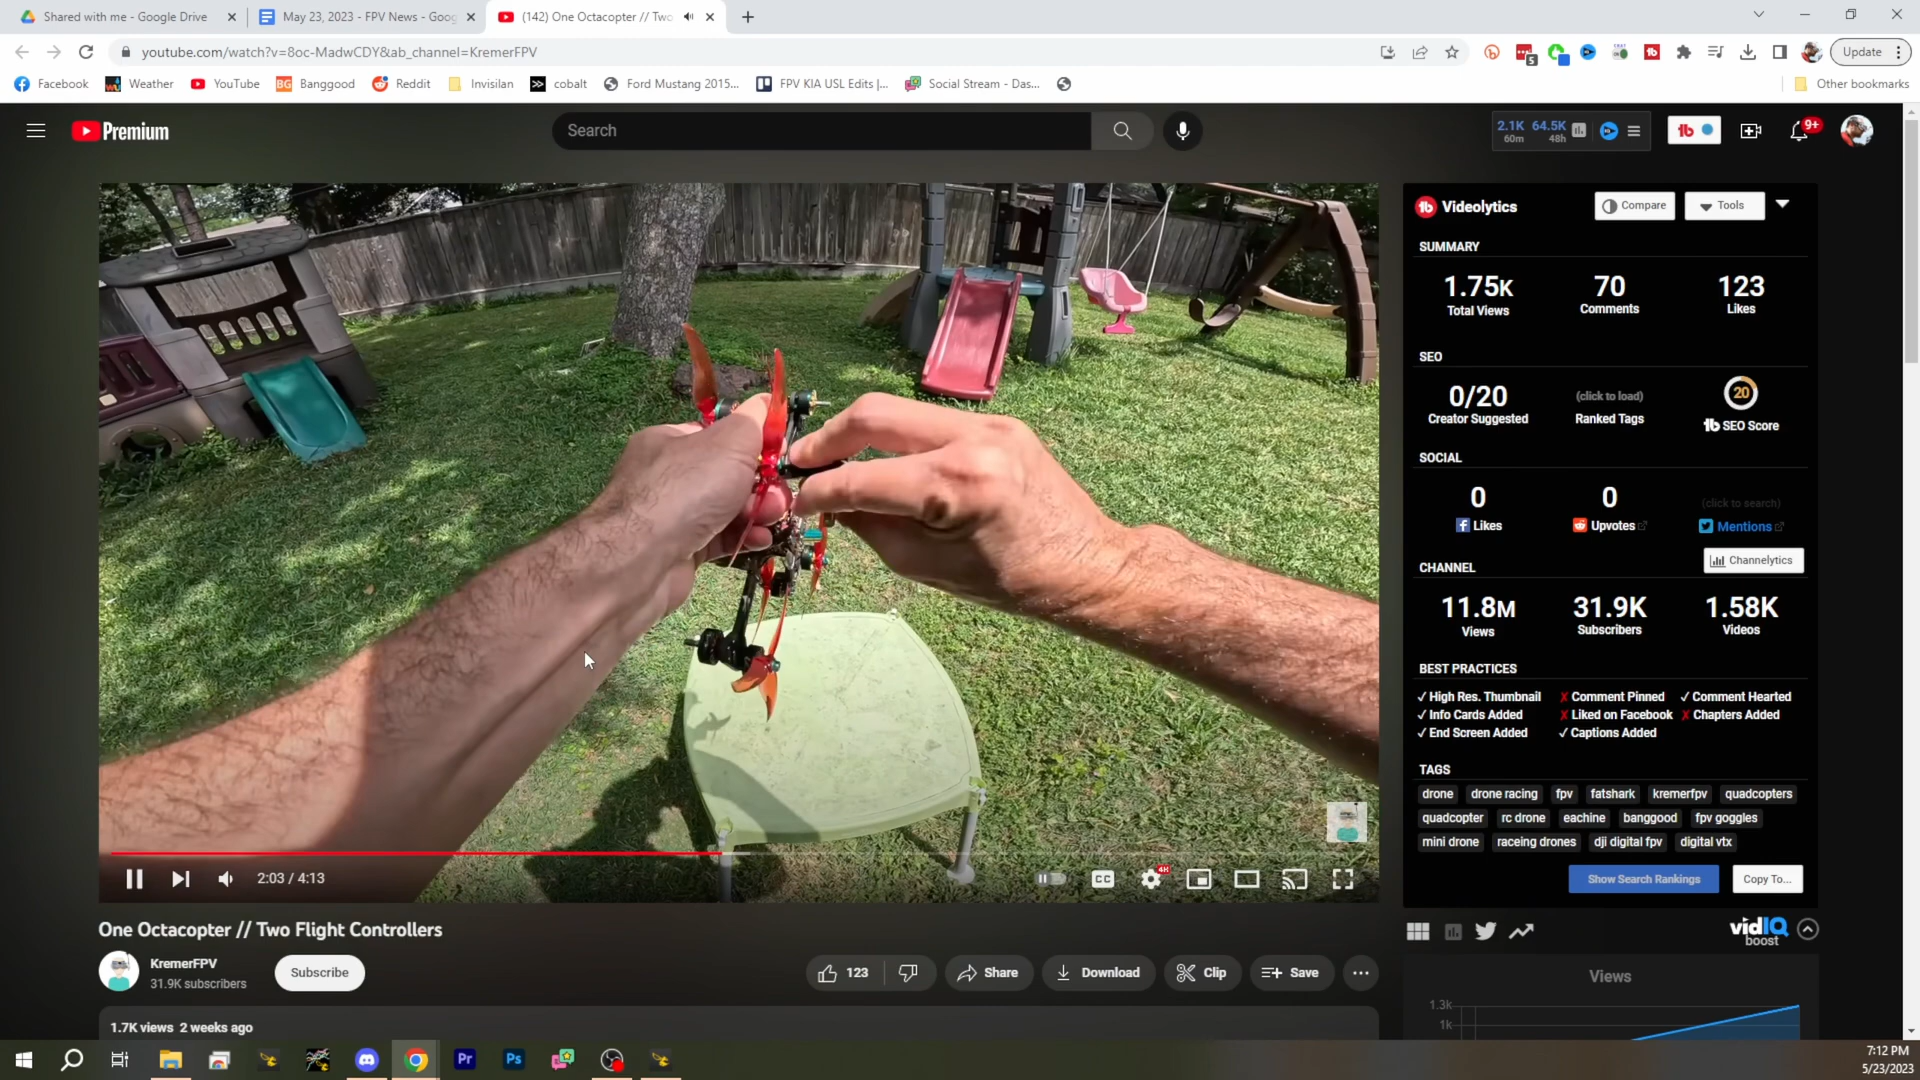 Shared with me - Google Drive
May 23, 2023 - FPV News - Goog
(142) One Octacopter // Two
youtube.com/watch?v=8oc-MadwCDY&ab_channel=KremerFPV
5
Update
Facebook
Weather
YouTube
BG Banggood
Reddit
Invisilan
cobalt
Ford Mustang 2015...
FPV KIA USL Edits |...
Social Stream - Das...
Other bookmarks
Premium
Search
2.1K 64.5K
60m 48h
9+
Videolytics
Compare
Tools
SUMMARY
1.75K 70 123
Total Views Comments Likes
SEO
0/20 (click to load) 20
Creator Suggested Ranked Tags SEO Score
SOCIAL
0 0 (click to search)
Likes Upvotes Mentions
CHANNEL Channelytics
11.8M 31.9K 1.58K
Views Subscribers Videos
BEST PRACTICES
✓ High Res. Thumbnail ✗ Comment Pinned ✓ Comment Hearted
✓ Info Cards Added ✗ Liked on Facebook ✗ Chapters Added
✓ End Screen Added ✓ Captions Added
TAGS
drone drone racing fpv fatshark kremerfpv quadcopters
quadcopter rc drone eachine banggood fpv goggles
mini drone raceing drones dji digital fpv digital vtx
Show Search Rankings Copy To...
2:03 / 4:13
CC
4K
One Octacopter // Two Flight Controllers
KremerFPV
31.9K subscribers
Subscribe
123
Share
Download
Clip
Save
1.7K views 2 weeks ago
vidIQ
boost
Views
1.3k
1k
Pr
Ps
7:12 PM
5/23/2023